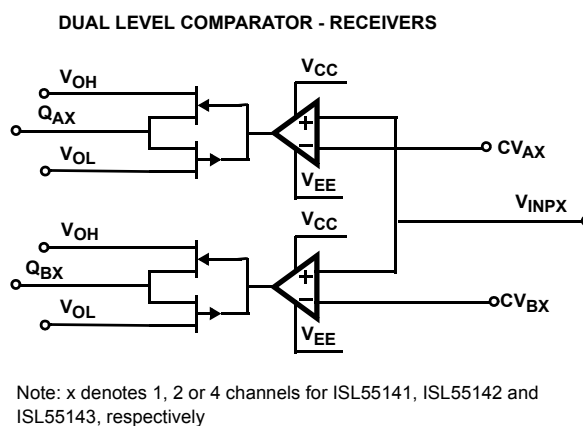 DUAL LEVEL COMPARATOR - RECEIVERS
VOH
VCC
QAX
+
VOL
−
CVAX
VEE
VINPX
VOH
VCC
QBX
+
VOL
−
CVBX
VEE
Note: x denotes 1, 2 or 4 channels for ISL55141, ISL55142 and
ISL55143, respectively